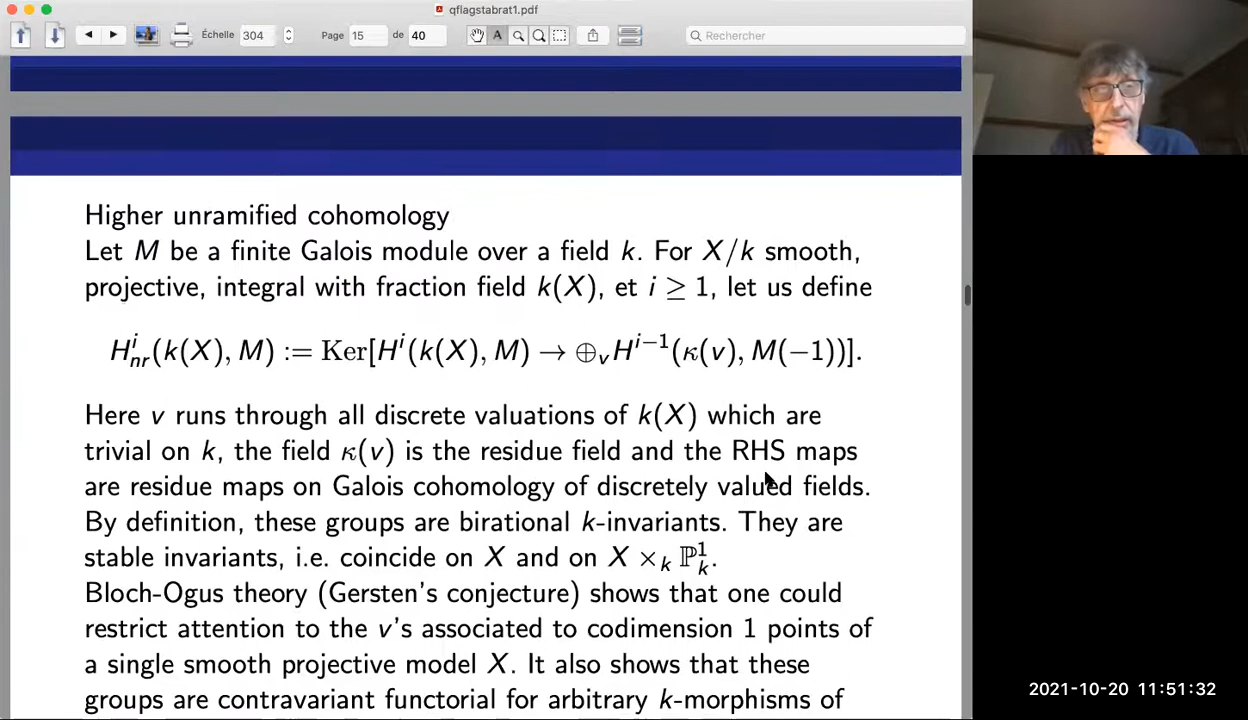 qflagstabrat1.pdf
Échelle 304 Page 15 de 40 Rechercher
Higher unramified cohomology
Let M be a finite Galois module over a field k. For X/k smooth,
projective, integral with fraction field k(X), et i ≥ 1, let us define
H^i_{nr}(k(X), M) := Ker[H^i(k(X), M) → ⊕_v H^{i−1}(κ(v), M(−1))].
Here v runs through all discrete valuations of k(X) which are
trivial on k, the field κ(v) is the residue field and the RHS maps
are residue maps on Galois cohomology of discretely valued fields.
By definition, these groups are birational k-invariants. They are
stable invariants, i.e. coincide on X and on X ×_k ℙ^1_k.
Bloch-Ogus theory (Gersten's conjecture) shows that one could
restrict attention to the v's associated to codimension 1 points of
a single smooth projective model X. It also shows that these
groups are contravariant functorial for arbitrary k-morphisms of
2021-10-20 11:51:32